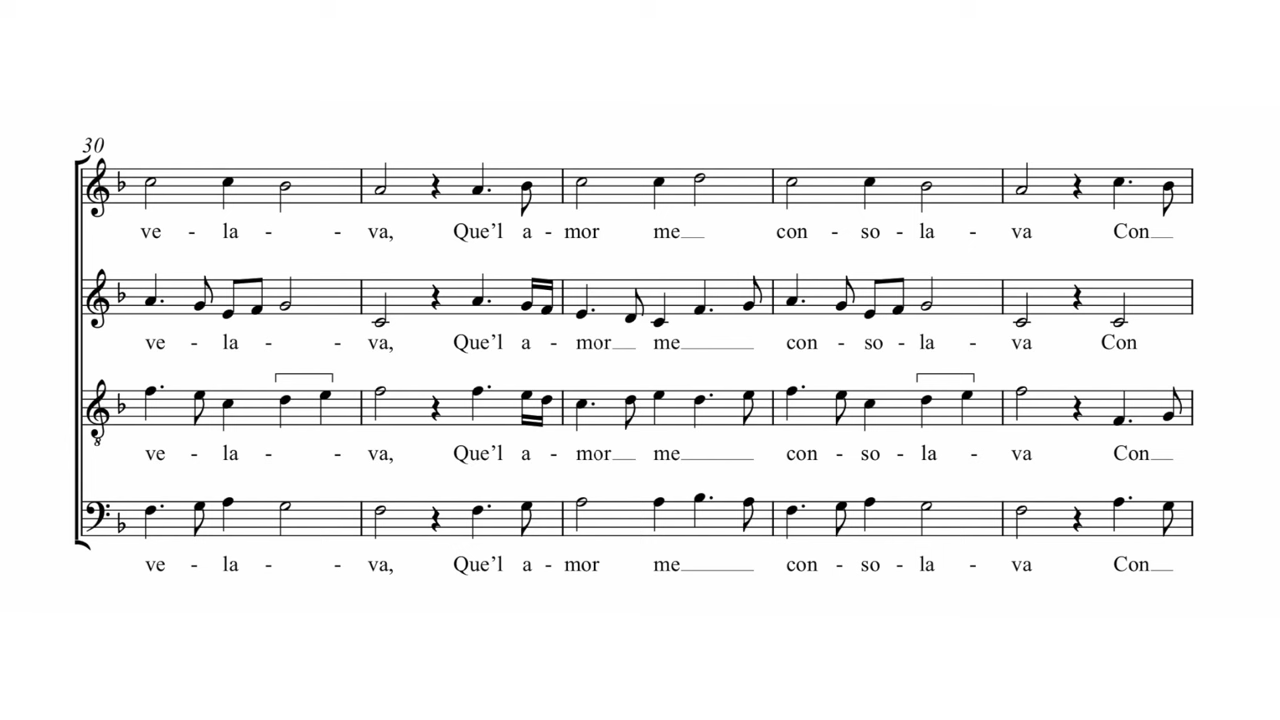 30
ve - la - - va, Que’l a - mor me con - so - la - va Con
ve - la - - va, Que’l a - mor me con - so - la - va Con
8
ve - la - - va, Que’l a - mor me con - so - la - va Con
ve - la - - va, Que’l a - mor me con - so - la - va Con